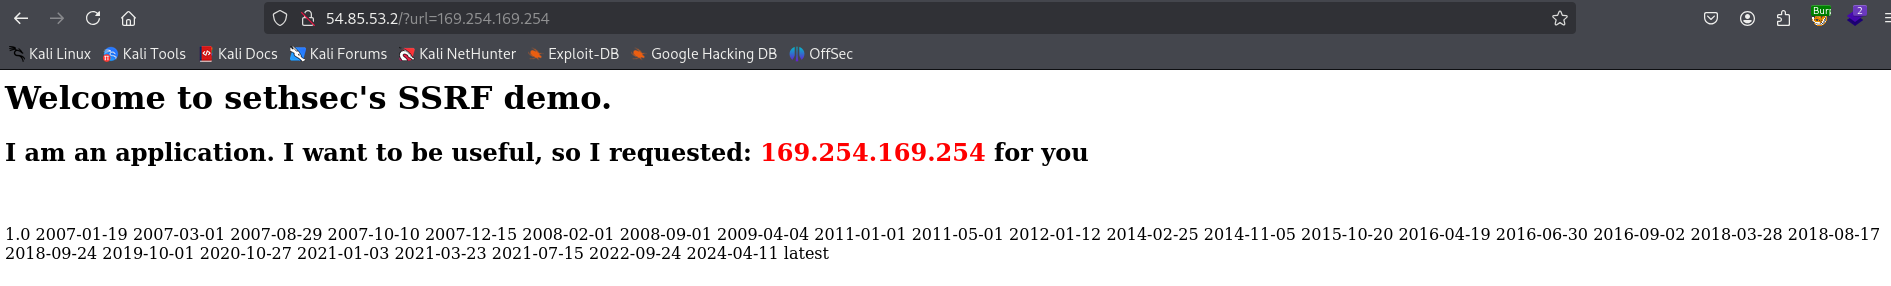 54.85.53.2/?url=169.254.169.254
2
Kali Linux Kali Tools Kali Docs Kali Forums Kali NetHunter Exploit-DB Google Hacking DB OffSec
Welcome to sethsec's SSRF demo.
I am an application. I want to be useful, so I requested: 169.254.169.254 for you
1.0 2007-01-19 2007-03-01 2007-08-29 2007-10-10 2007-12-15 2008-02-01 2008-09-01 2009-04-04 2011-01-01 2011-05-01 2012-01-12 2014-02-25 2014-11-05 2015-10-20 2016-04-19 2016-06-30 2016-09-02 2018-03-28 2018-08-17
2018-09-24 2019-10-01 2020-10-27 2021-01-03 2021-03-23 2021-07-15 2022-09-24 2024-04-11 latest